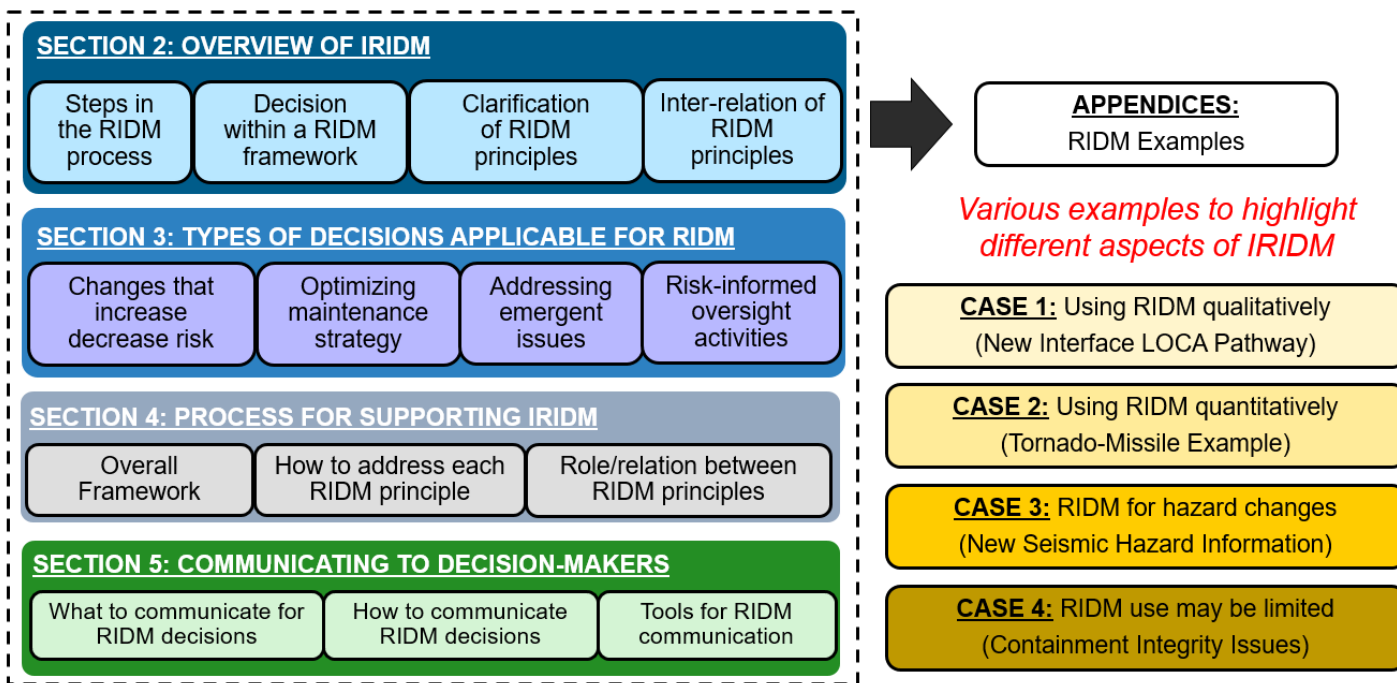 SECTION 2: OVERVIEW OF IRIDM
Steps in
the RIDM
process
Decision
within a RIDM
framework
Clarification
of RIDM
principles
Inter-relation of
RIDM
principles
SECTION 3: TYPES OF DECISIONS APPLICABLE FOR RIDM
Changes that
increase
decrease risk
Optimizing
maintenance
strategy
Addressing
emergent
issues
Risk-informed
oversight
activities
SECTION 4: PROCESS FOR SUPPORTING IRIDM
Overall
Framework
How to address each
RIDM principle
Role/relation between
RIDM principles
SECTION 5: COMMUNICATING TO DECISION-MAKERS
What to communicate for
RIDM decisions
How to communicate
RIDM decisions
Tools for RIDM
communication
APPENDICES:
RIDM Examples
Various examples to highlight
different aspects of IRIDM
CASE 1: Using RIDM qualitatively
(New Interface LOCA Pathway)
CASE 2: Using RIDM quantitatively
(Tornado-Missile Example)
CASE 3: RIDM for hazard changes
(New Seismic Hazard Information)
CASE 4: RIDM use may be limited
(Containment Integrity Issues)